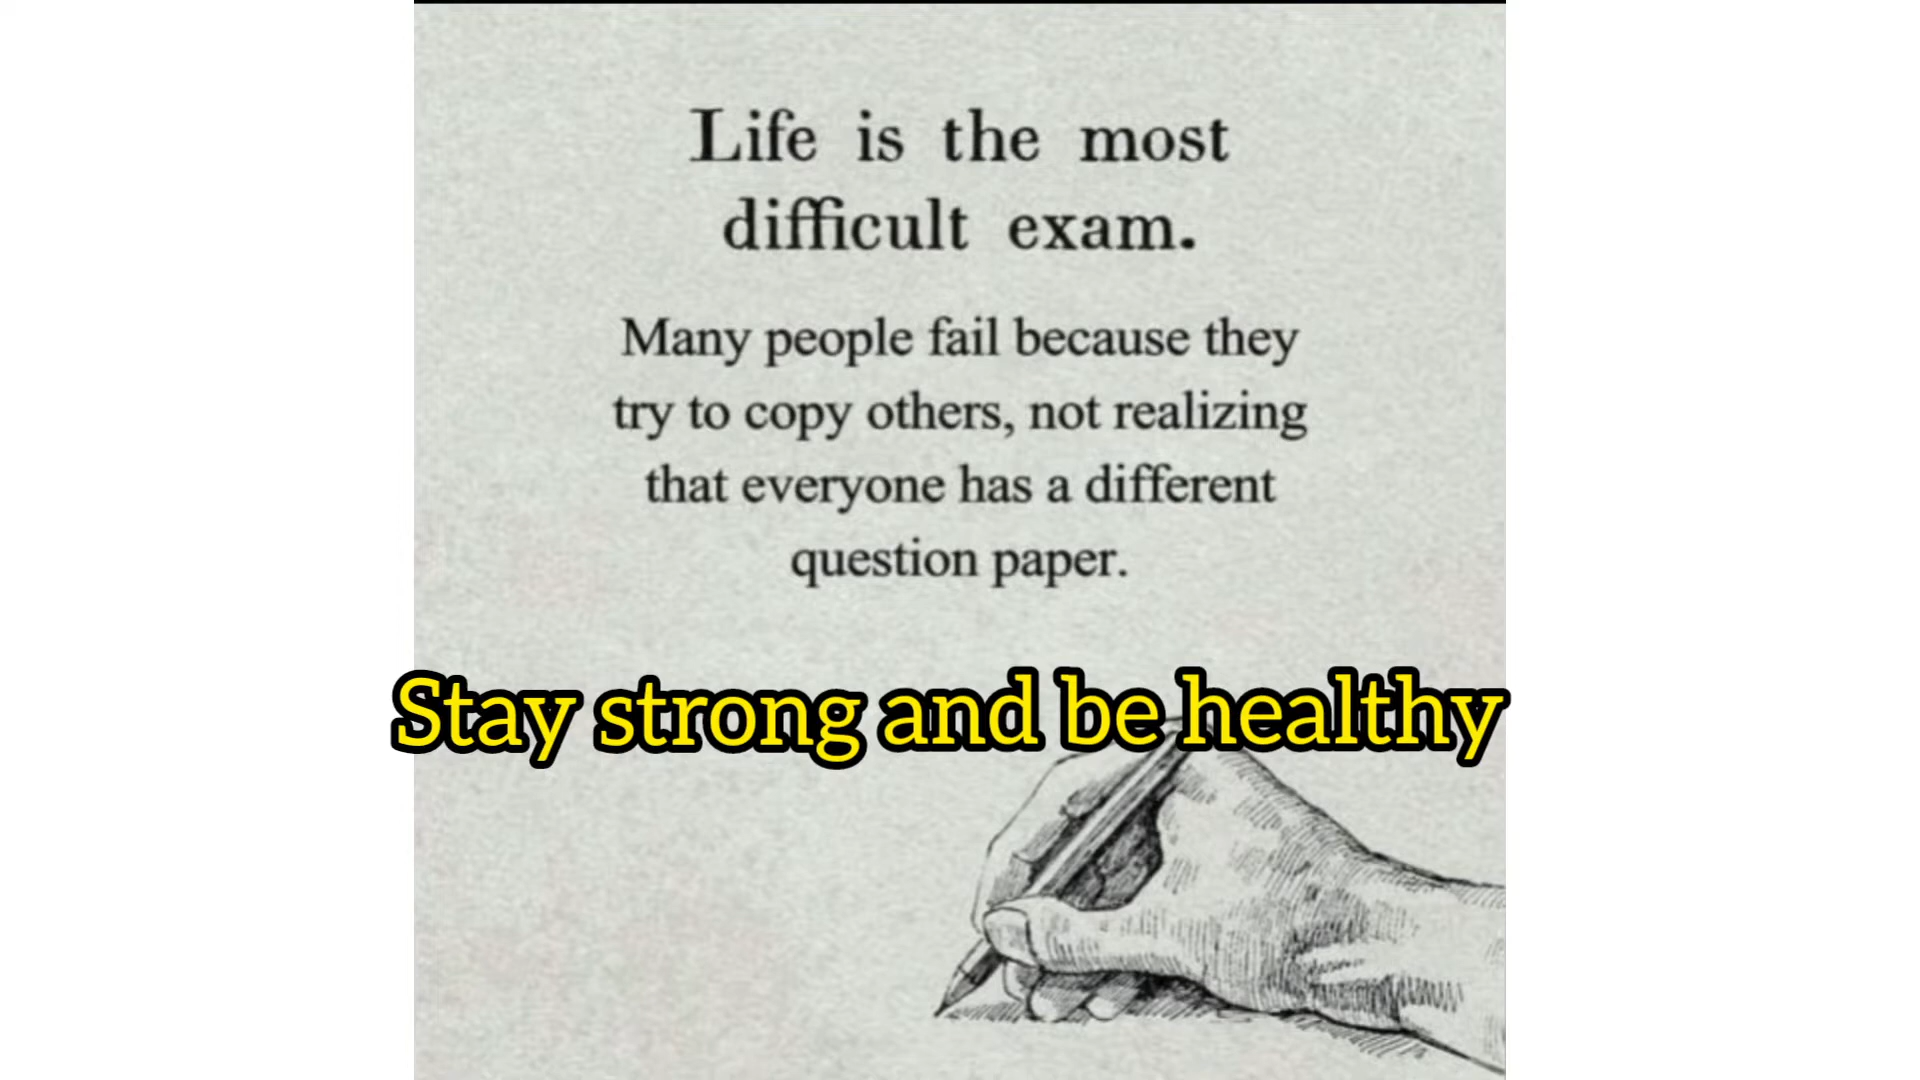 Life is the most
difficult exam.
Many people fail because they
try to copy others, not realizing
that everyone has a different
question paper.
Stay strong and be healthy